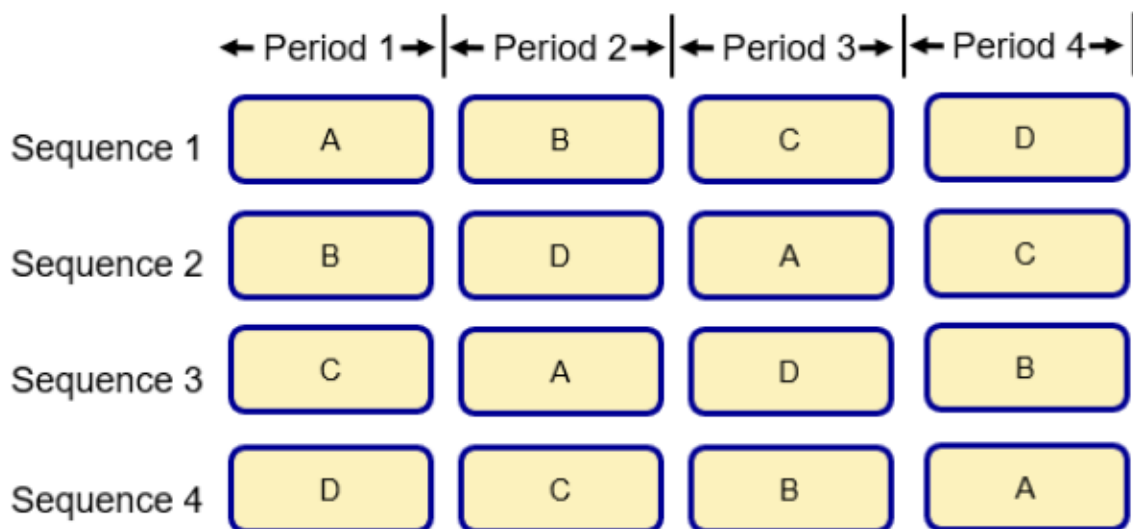 Period 1 Period 2 Period 3 Period 4
Sequence 1 A B C D
Sequence 2 B D A C
Sequence 3 C A D B
Sequence 4 D C B A